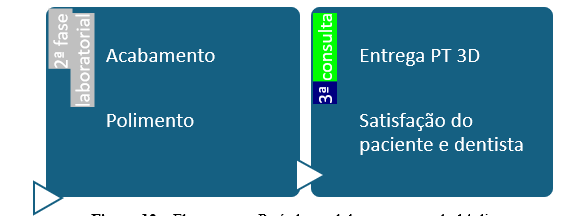 2ª fase
laboratorial
Acabamento
Polimento
3ª consulta
Entrega PT 3D
Satisfação do
paciente e dentista